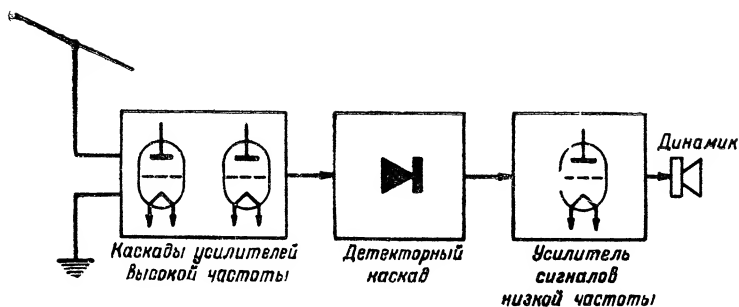 Динамик
Каскады усилителей
высокой частоты
Детекторный
каскад
Усилитель
сигналов
низкой частоты